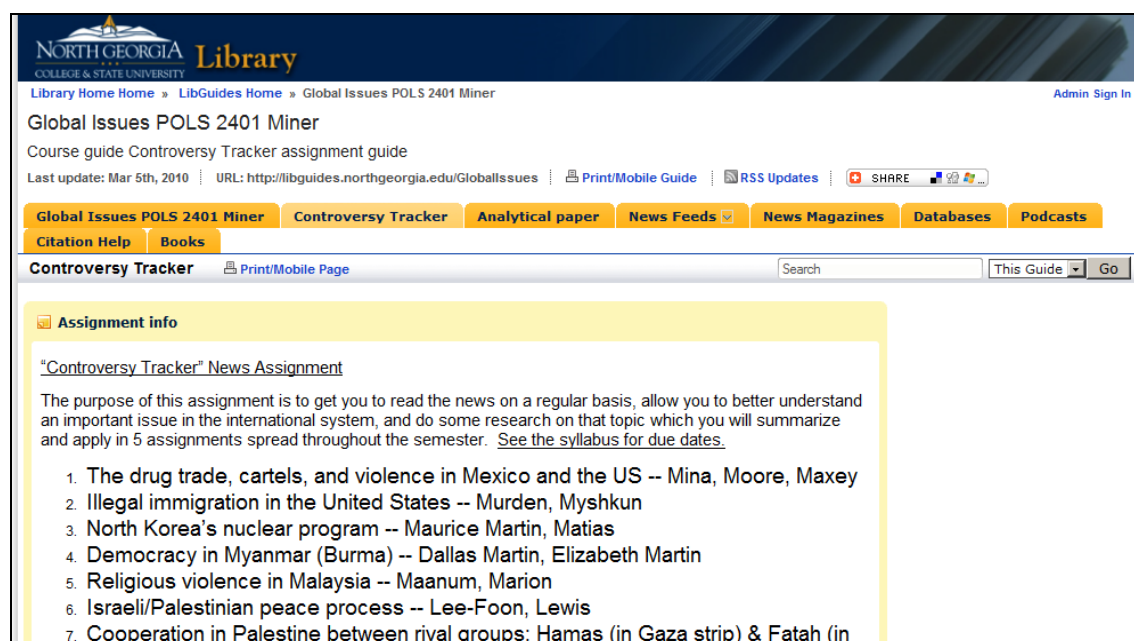 NORTH GEORGIA
COLLEGE & STATE UNIVERSITY
Library
Library Home Home » LibGuides Home » Global Issues POLS 2401 Miner
Admin Sign In
Global Issues POLS 2401 Miner
Course guide Controversy Tracker assignment guide
Last update: Mar 5th, 2010 URL: http://libguides.northgeorgia.edu/GlobalIssues Print/Mobile Guide RSS Updates SHARE ...
Global Issues POLS 2401 Miner Controversy Tracker Analytical paper News Feeds News Magazines Databases Podcasts
Citation Help Books
Controversy Tracker Print/Mobile Page Search This Guide Go
Assignment info
"Controversy Tracker" News Assignment
The purpose of this assignment is to get you to read the news on a regular basis, allow you to better understand
an important issue in the international system, and do some research on that topic which you will summarize
and apply in 5 assignments spread throughout the semester. See the syllabus for due dates.
1. The drug trade, cartels, and violence in Mexico and the US -- Mina, Moore, Maxey
2. Illegal immigration in the United States -- Murden, Myshkun
3. North Korea's nuclear program -- Maurice Martin, Matias
4. Democracy in Myanmar (Burma) -- Dallas Martin, Elizabeth Martin
5. Religious violence in Malaysia -- Maanum, Marion
6. Israeli/Palestinian peace process -- Lee-Foon, Lewis
7. Cooperation in Palestine between rival groups: Hamas (in Gaza strip) & Fatah (in